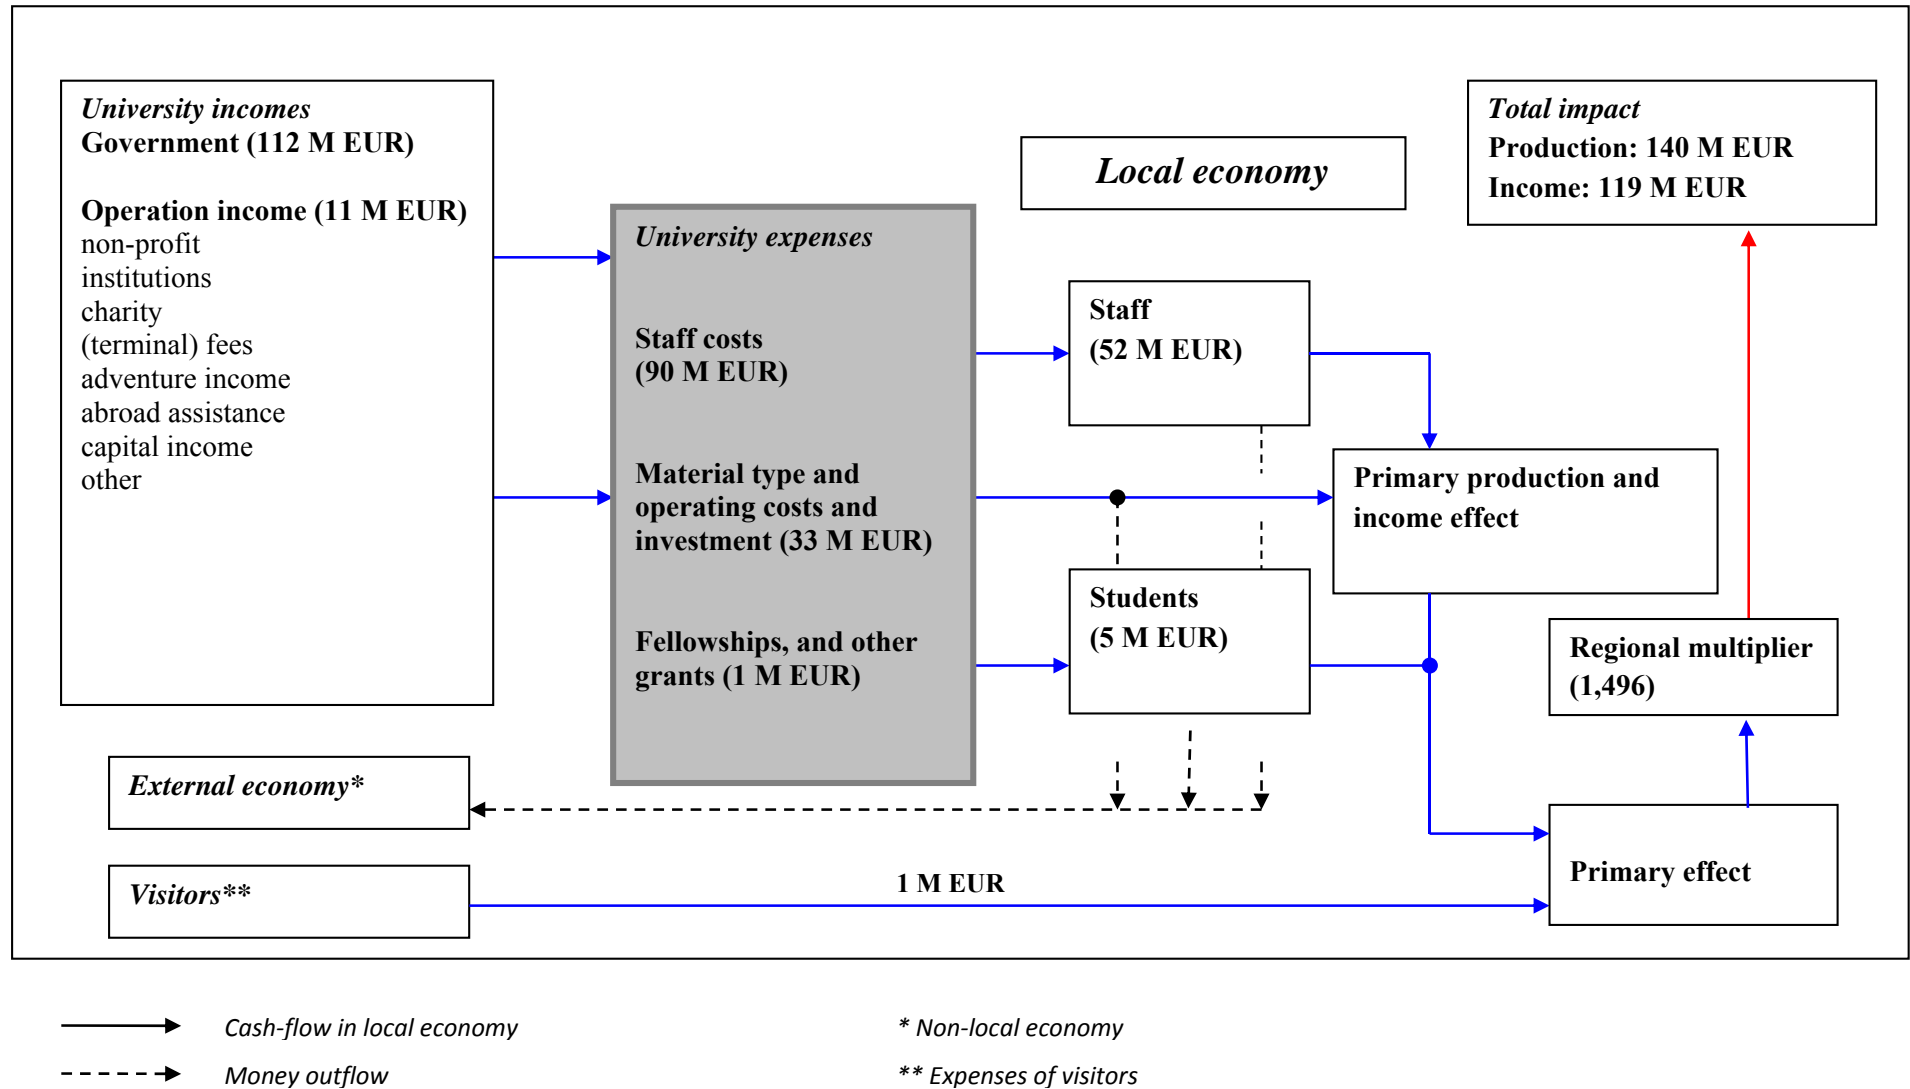 University incomes
Government (112 M EUR)
Operation income (11 M EUR)
non-profit
institutions
charity
(terminal) fees
adventure income
abroad assistance
capital income
other
University expenses
Staff costs
(90 M EUR)
Material type and
operating costs and
investment (33 M EUR)
Fellowships, and other
grants (1 M EUR)
Local economy
Staff
(52 M EUR)
Students
(5 M EUR)
Primary production and
income effect
Total impact
Production: 140 M EUR
Income: 119 M EUR
Regional multiplier
(1,496)
Primary effect
External economy*
Visitors**
1 M EUR
Cash-flow in local economy
* Non-local economy
Money outflow
** Expenses of visitors